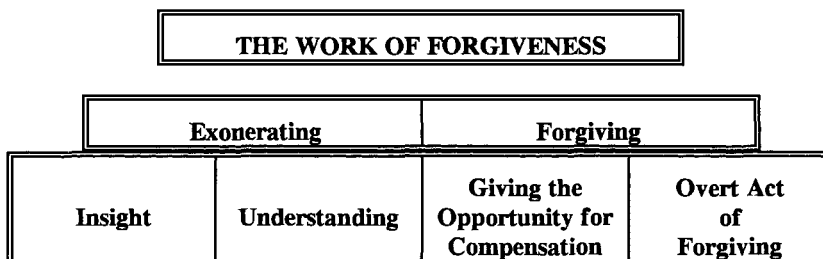 THE WORK OF FORGIVENESS
Exonerating
Forgiving
Insight
Understanding
Giving the
Opportunity for
Compensation
Overt Act
of
Forgiving